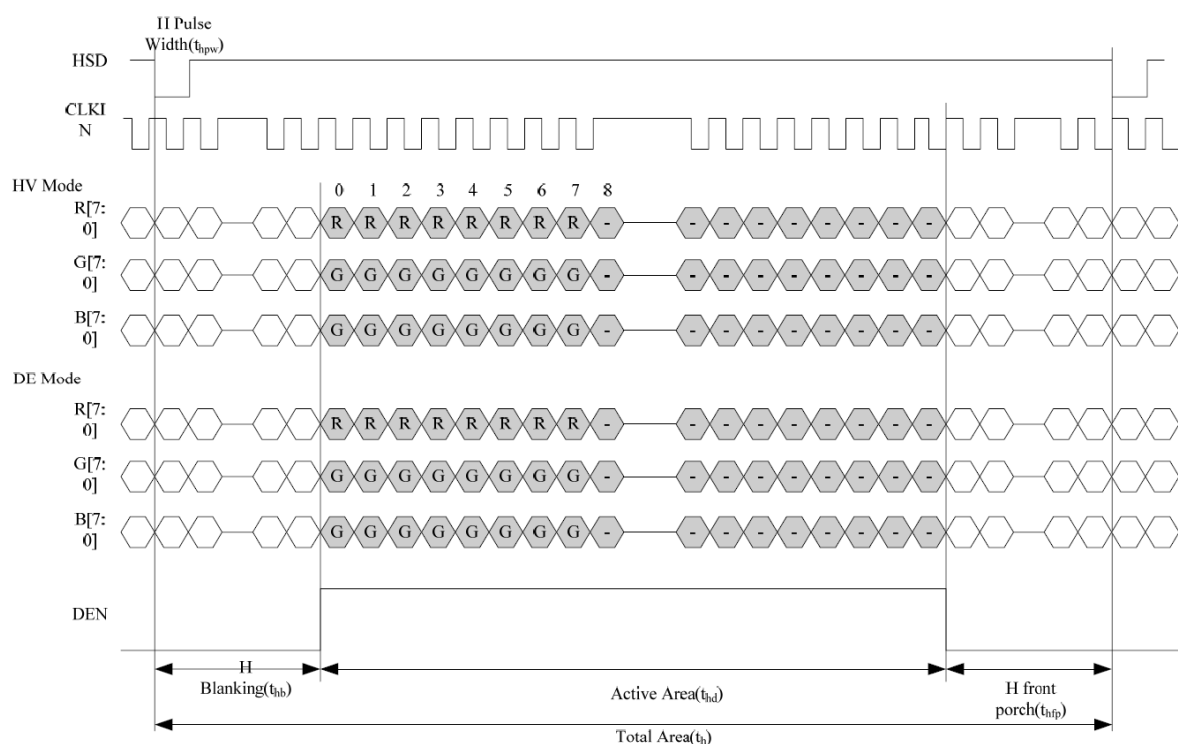 II Pulse
Width(thpw)
HSD
CLKI
N
HV Mode
0 1 2 3 4 5 6 7 8
R[7:
0]
R R R R R R R R - - - - - - - - -
G[7:
0]
G G G G G G G G - - - - - - - - -
B[7:
0]
G G G G G G G G - - - - - - - - -
DE Mode
R[7:
0]
R R R R R R R R - - - - - - - - -
G[7:
0]
G G G G G G G G - - - - - - - - -
B[7:
0]
G G G G G G G G - - - - - - - - -
DEN
H
Blanking(thb)
Active Area(thd)
H front
porch(thfp)
Total Area(th)